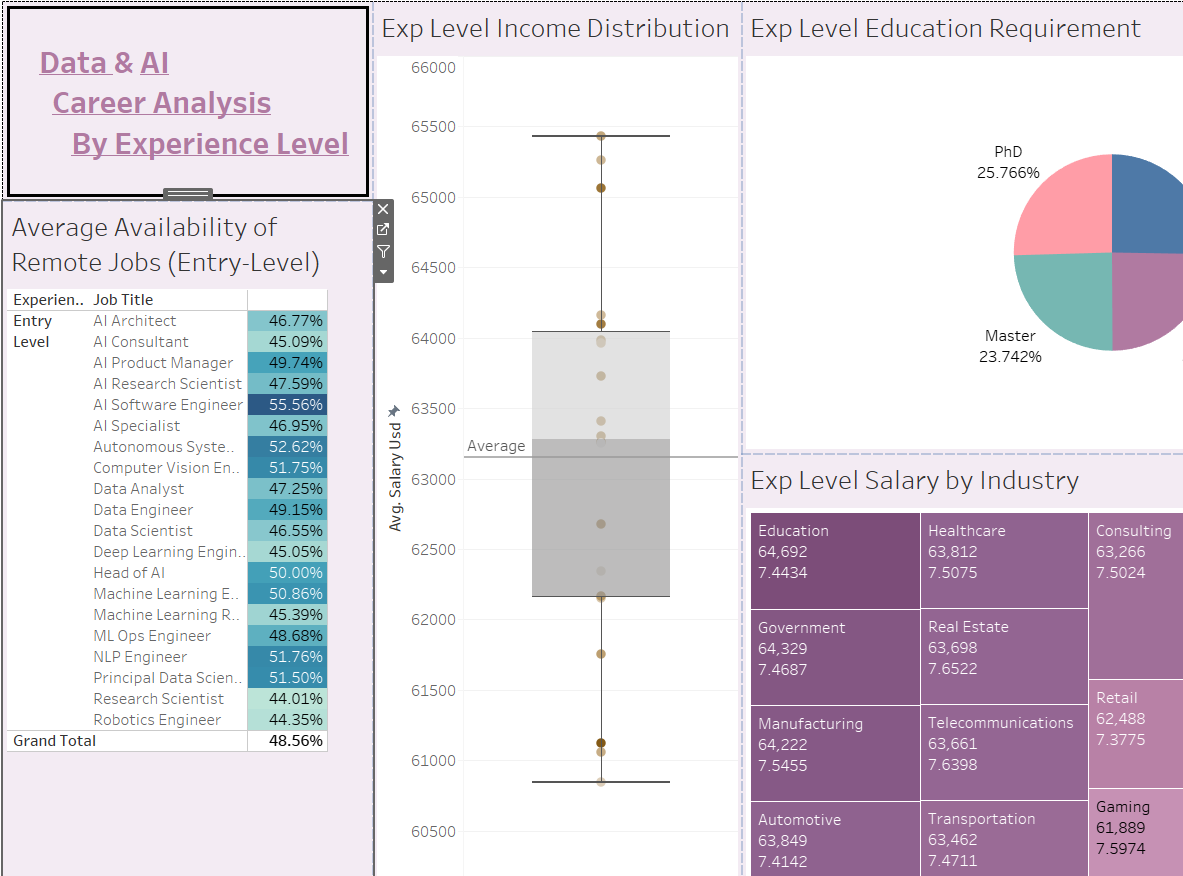 Data & AI
Career Analysis
By Experience Level
Average Availability of
Remote Jobs (Entry-Level)
Experien.. Job Title
Entry
Level
AI Architect 46.77%
AI Consultant 45.09%
AI Product Manager 49.74%
AI Research Scientist 47.59%
AI Software Engineer 55.56%
AI Specialist 46.95%
Autonomous Syste.. 52.62%
Computer Vision En.. 51.75%
Data Analyst 47.25%
Data Engineer 49.15%
Data Scientist 46.55%
Deep Learning Engin.. 45.05%
Head of AI 50.00%
Machine Learning E.. 50.86%
Machine Learning R.. 45.39%
ML Ops Engineer 48.68%
NLP Engineer 51.76%
Principal Data Scien.. 51.50%
Research Scientist 44.01%
Robotics Engineer 44.35%
Grand Total 48.56%
Exp Level Income Distribution
66000
65500
65000
64500
64000
63500
63000
62500
62000
61500
61000
60500
Avg. Salary Usd
Average
Exp Level Education Requirement
PhD
25.766%
Master
23.742%
Exp Level Salary by Industry
Education
64,692
7.4434
Government
64,329
7.4687
Manufacturing
64,222
7.5455
Automotive
63,849
7.4142
Healthcare
63,812
7.5075
Real Estate
63,698
7.6522
Telecommunications
63,661
7.6398
Transportation
63,462
7.4711
Consulting
63,266
7.5024
Retail
62,488
7.3775
Gaming
61,889
7.5974